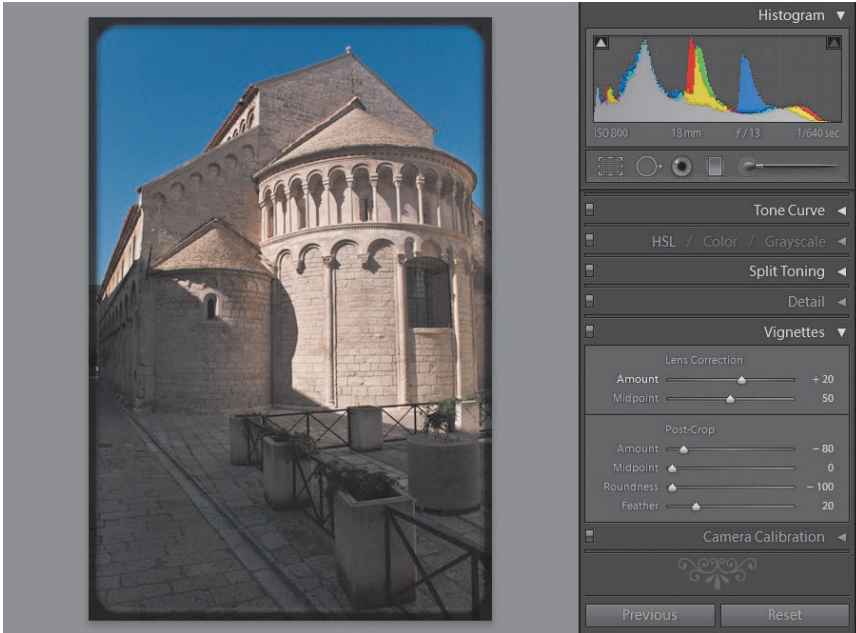 Histogram
ISO 800 18 mm f / 13 1/640 sec
Tone Curve
HSL / Color / Grayscale
Split Toning
Detail
Vignettes
Lens Correction
Amount + 20
Midpoint 50
Post-Crop
Amount – 80
Midpoint 0
Roundness – 100
Feather 20
Camera Calibration
Previous Reset